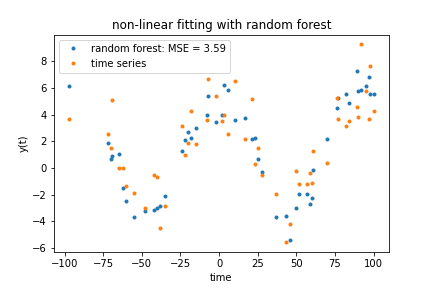 non-linear fitting with random forest
random forest: MSE = 3.59
time series
y(t)
8
6
4
2
0
−2
−4
−6
−100 −75 −50 −25 0 25 50 75 100
time